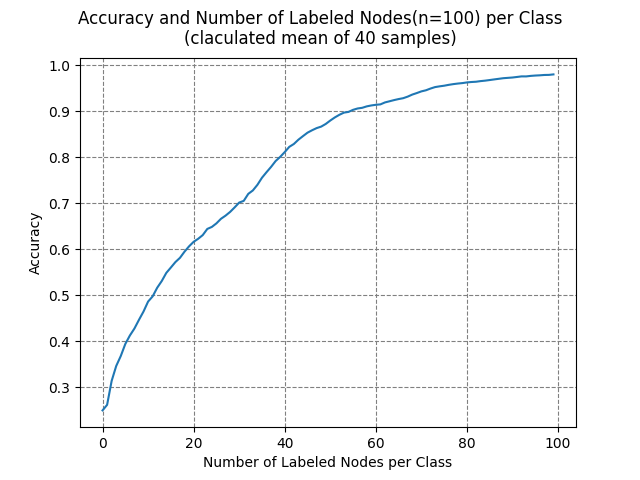 Accuracy and Number of Labeled Nodes(n=100) per Class
(claculated mean of 40 samples)
1.0
0.9
0.8
0.7
0.6
0.5
0.4
0.3
Accuracy
0 20 40 60 80 100
Number of Labeled Nodes per Class